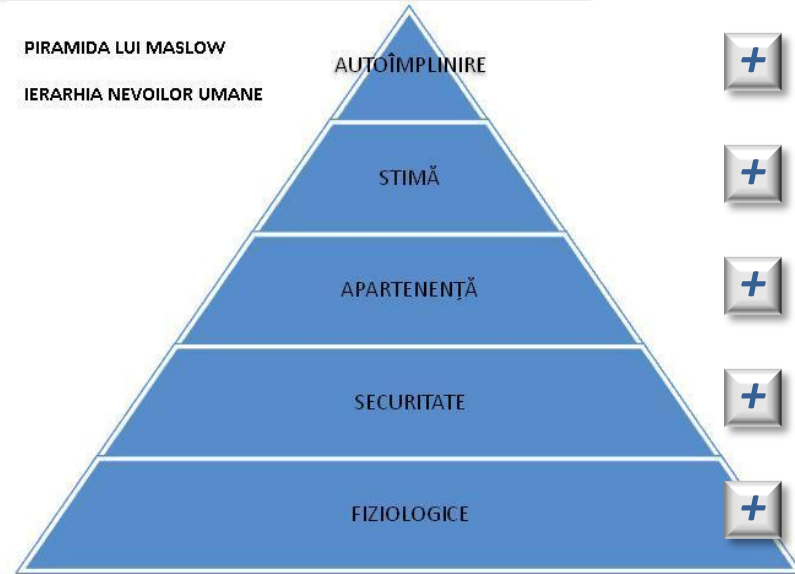 PIRAMIDA LUI MASLOW
IERARHIA NEVOILOR UMANE
AUTOÎMPLINIRE
+
STIMĂ
+
APARTENENȚĂ
+
SECURITATE
+
FIZIOLOGICE
+